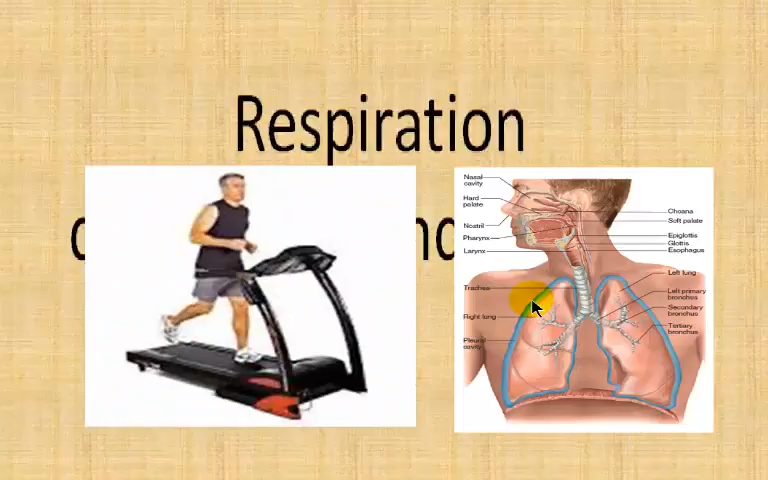 Respiration
Nasal
cavity
Hard
palate
Nostril
Pharynx
Larynx
Trachea
Right lung
Pleural
cavity
Choana
Soft palate
Epiglottis
Glottis
Esophagus
Left lung
Left primary
bronchus
Secondary
bronchus
Tertiary
bronchus